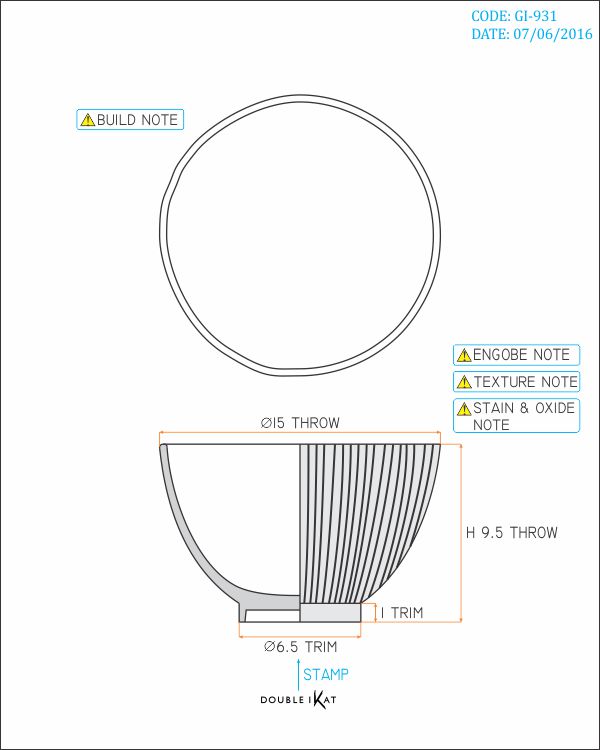 CODE: GI-931
DATE: 07/06/2016
BUILD NOTE
ENGOBE NOTE
TEXTURE NOTE
STAIN & OXIDE
NOTE
Ø15 THROW
H 9.5 THROW
1 TRIM
Ø6.5 TRIM
STAMP
DOUBLE IKAT